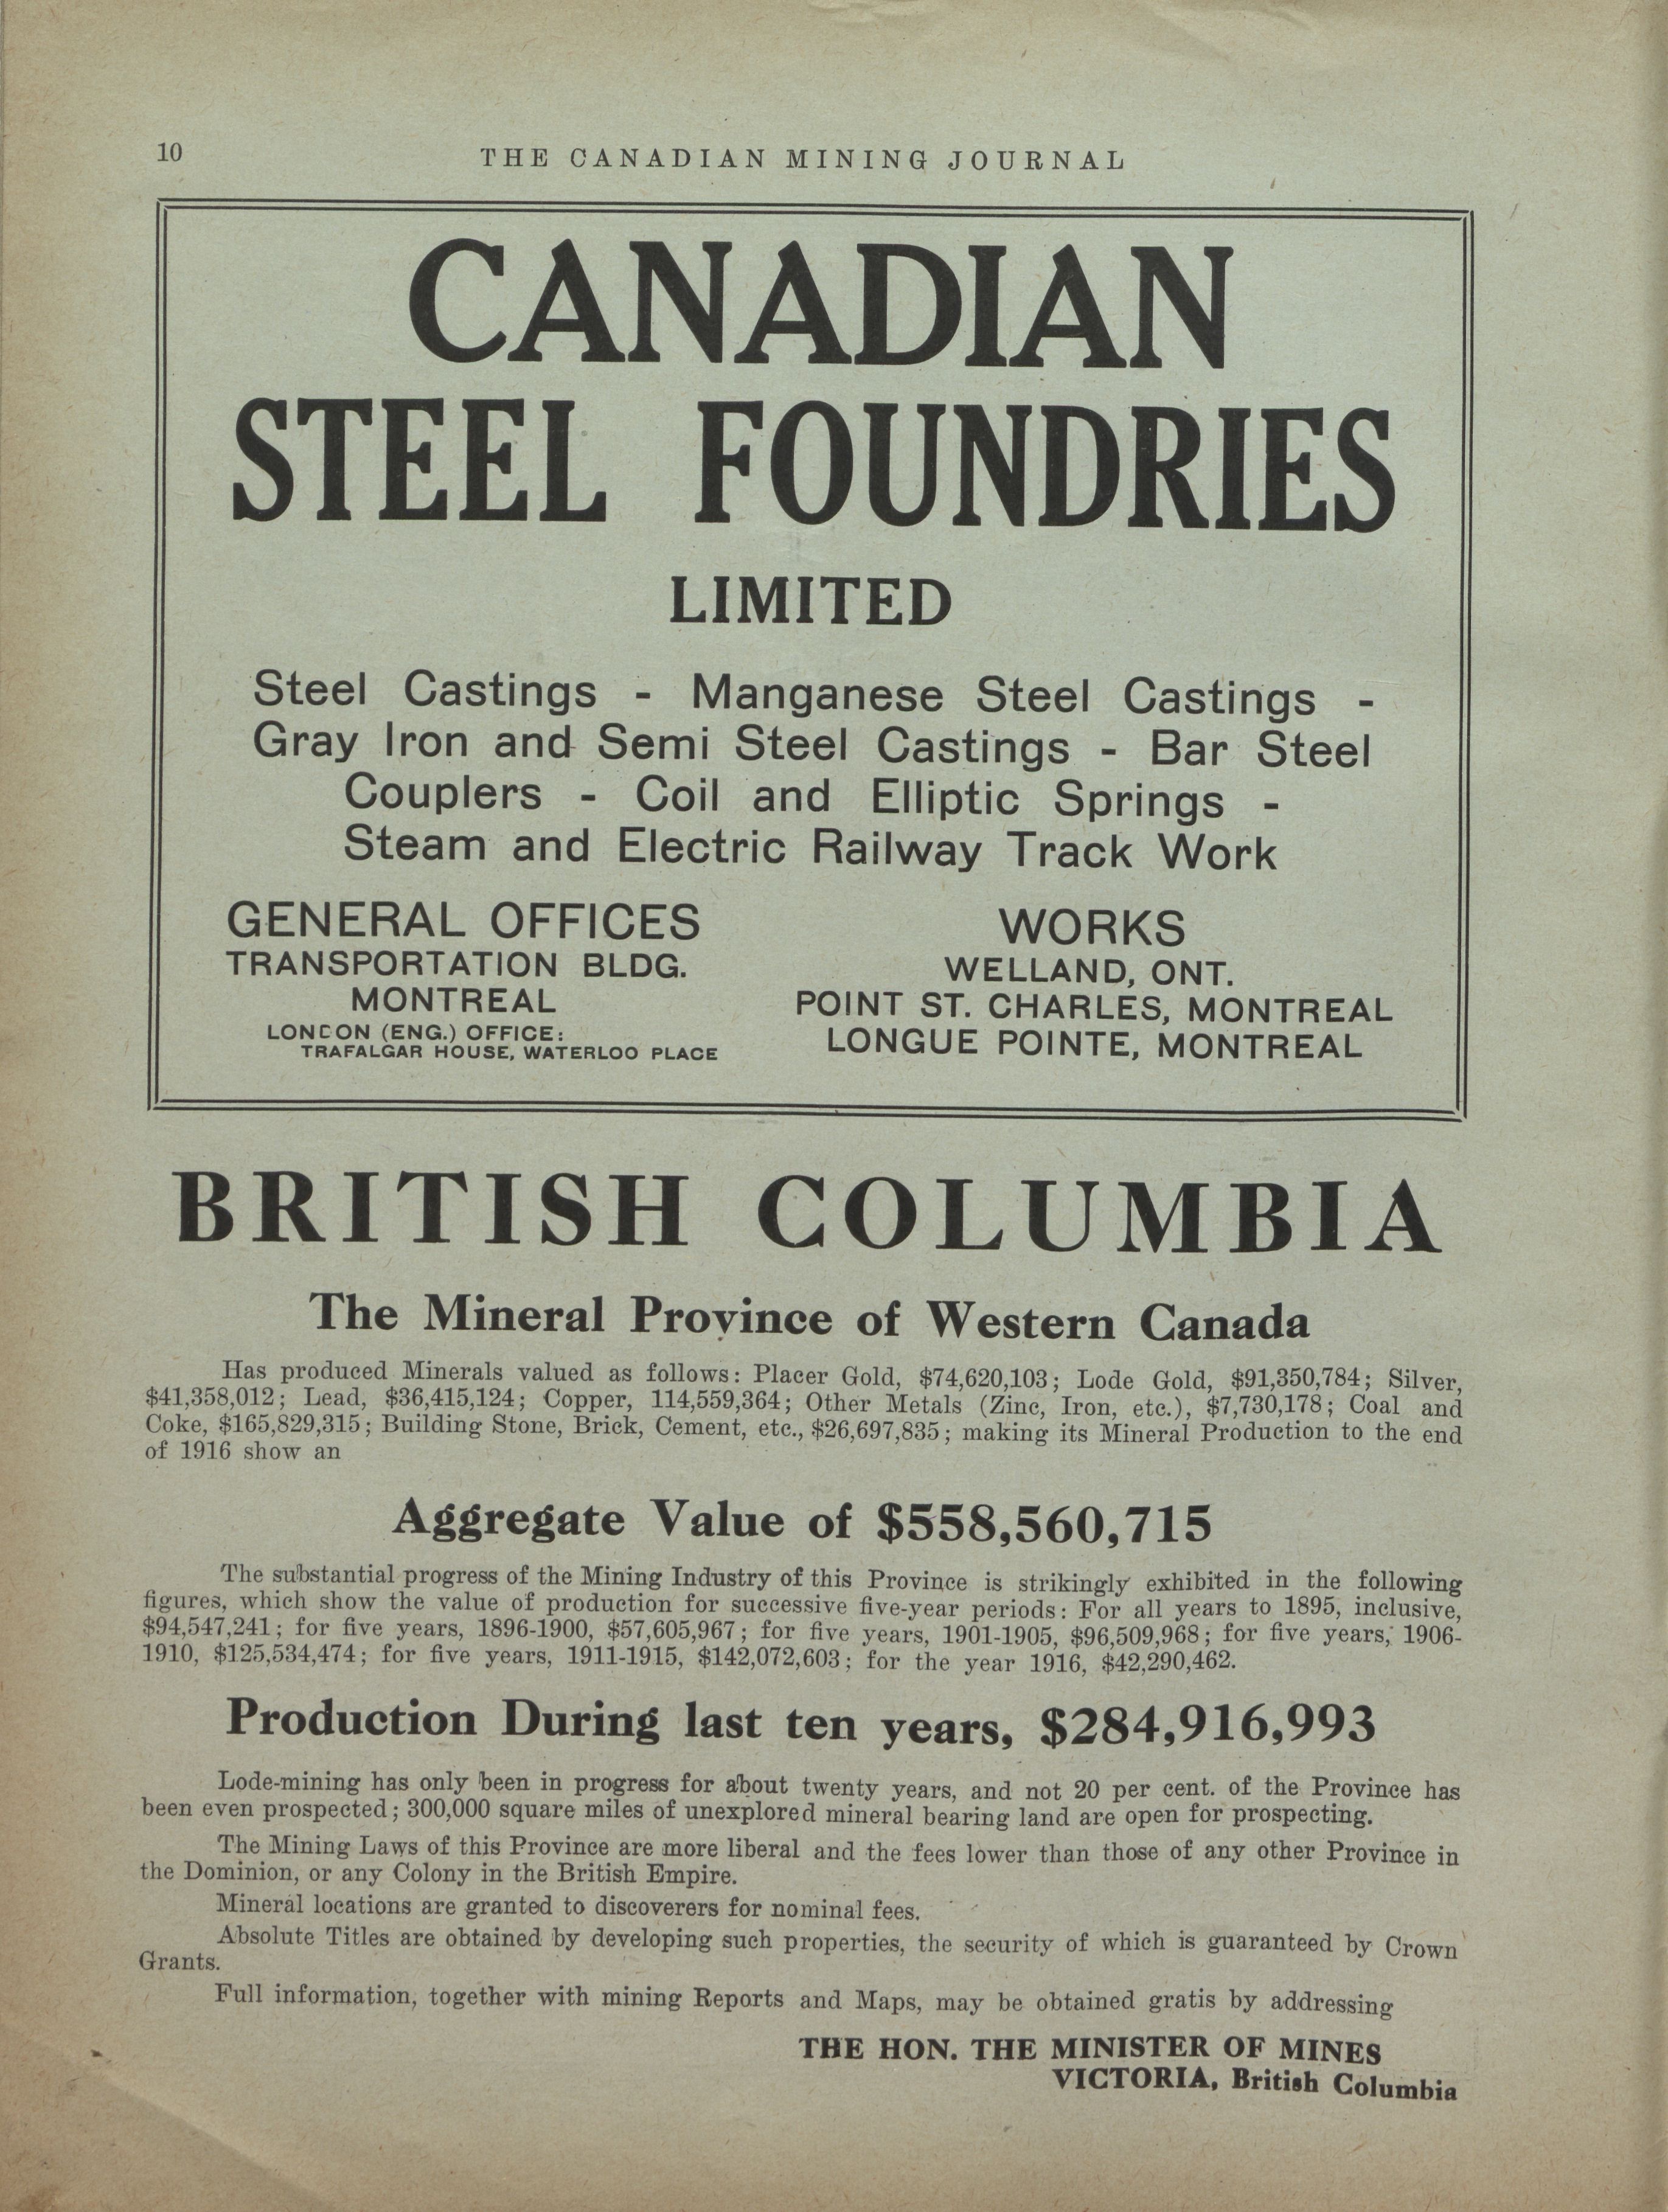 10
THE CANADIAN MINING JOURNAL
CANADIAN
STEEL FOUNDRIES
LIMITED
Steel Castings - Manganese Steel Castings -
Gray Iron and Semi Steel Castings - Bar Steel
Couplers - Coil and Elliptic Springs -
Steam and Electric Railway Track Work
GENERAL OFFICES
TRANSPORTATION BLDG.
MONTREAL
LONDON (ENG.) OFFICE:
TRAFALGAR HOUSE, WATERLOO PLACE
WORKS
WELLAND, ONT.
POINT ST. CHARLES, MONTREAL
LONGUE POINTE, MONTREAL
BRITISH COLUMBIA
The Mineral Province of Western Canada
Has produced Minerals valued as follows: Placer Gold, $74,620,103; Lode Gold, $91,350,784; Silver,
$41,358,012; Lead, $36,415,124; Copper, 114,559,364; Other Metals (Zinc, Iron, etc.), $7,730,178; Coal and
Coke, $165,829,315; Building Stone, Brick, Cement, etc., $26,697,835; making its Mineral Production to the end
of 1916 show an
Aggregate Value of $558,560,715
The substantial progress of the Mining Industry of this Province is strikingly exhibited in the following
figures, which show the value of production for successive five-year periods: For all years to 1895, inclusive,
$94,547,241; for five years, 1896-1900, $57,605,967; for five years, 1901-1905, $96,509,968; for five years, 1906-
1910, $125,534,474; for five years, 1911-1915, $142,072,603; for the year 1916, $42,290,462.
Production During last ten years, $284,916,993
Lode-mining has only been in progress for about twenty years, and not 20 per cent. of the Province has
been even prospected; 300,000 square miles of unexplored mineral bearing land are open for prospecting.
The Mining Laws of this Province are more liberal and the fees lower than those of any other Province in
the Dominion, or any Colony in the British Empire.
Mineral locations are granted to discoverers for nominal fees.
Absolute Titles are obtained by developing such properties, the security of which is guaranteed by Crown
Grants.
Full information, together with mining Reports and Maps, may be obtained gratis by addressing
THE HON. THE MINISTER OF MINES
VICTORIA, British Columbia